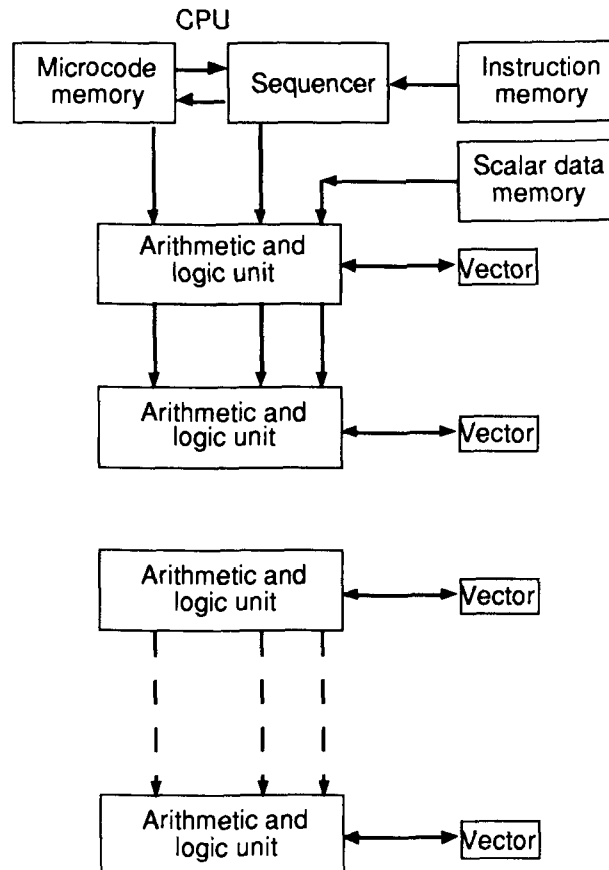 CPU
Microcode
memory
Sequencer
Instruction
memory
Scalar data
memory
Arithmetic and
logic unit
Vector
Arithmetic and
logic unit
Vector
Arithmetic and
logic unit
Vector
Arithmetic and
logic unit
Vector